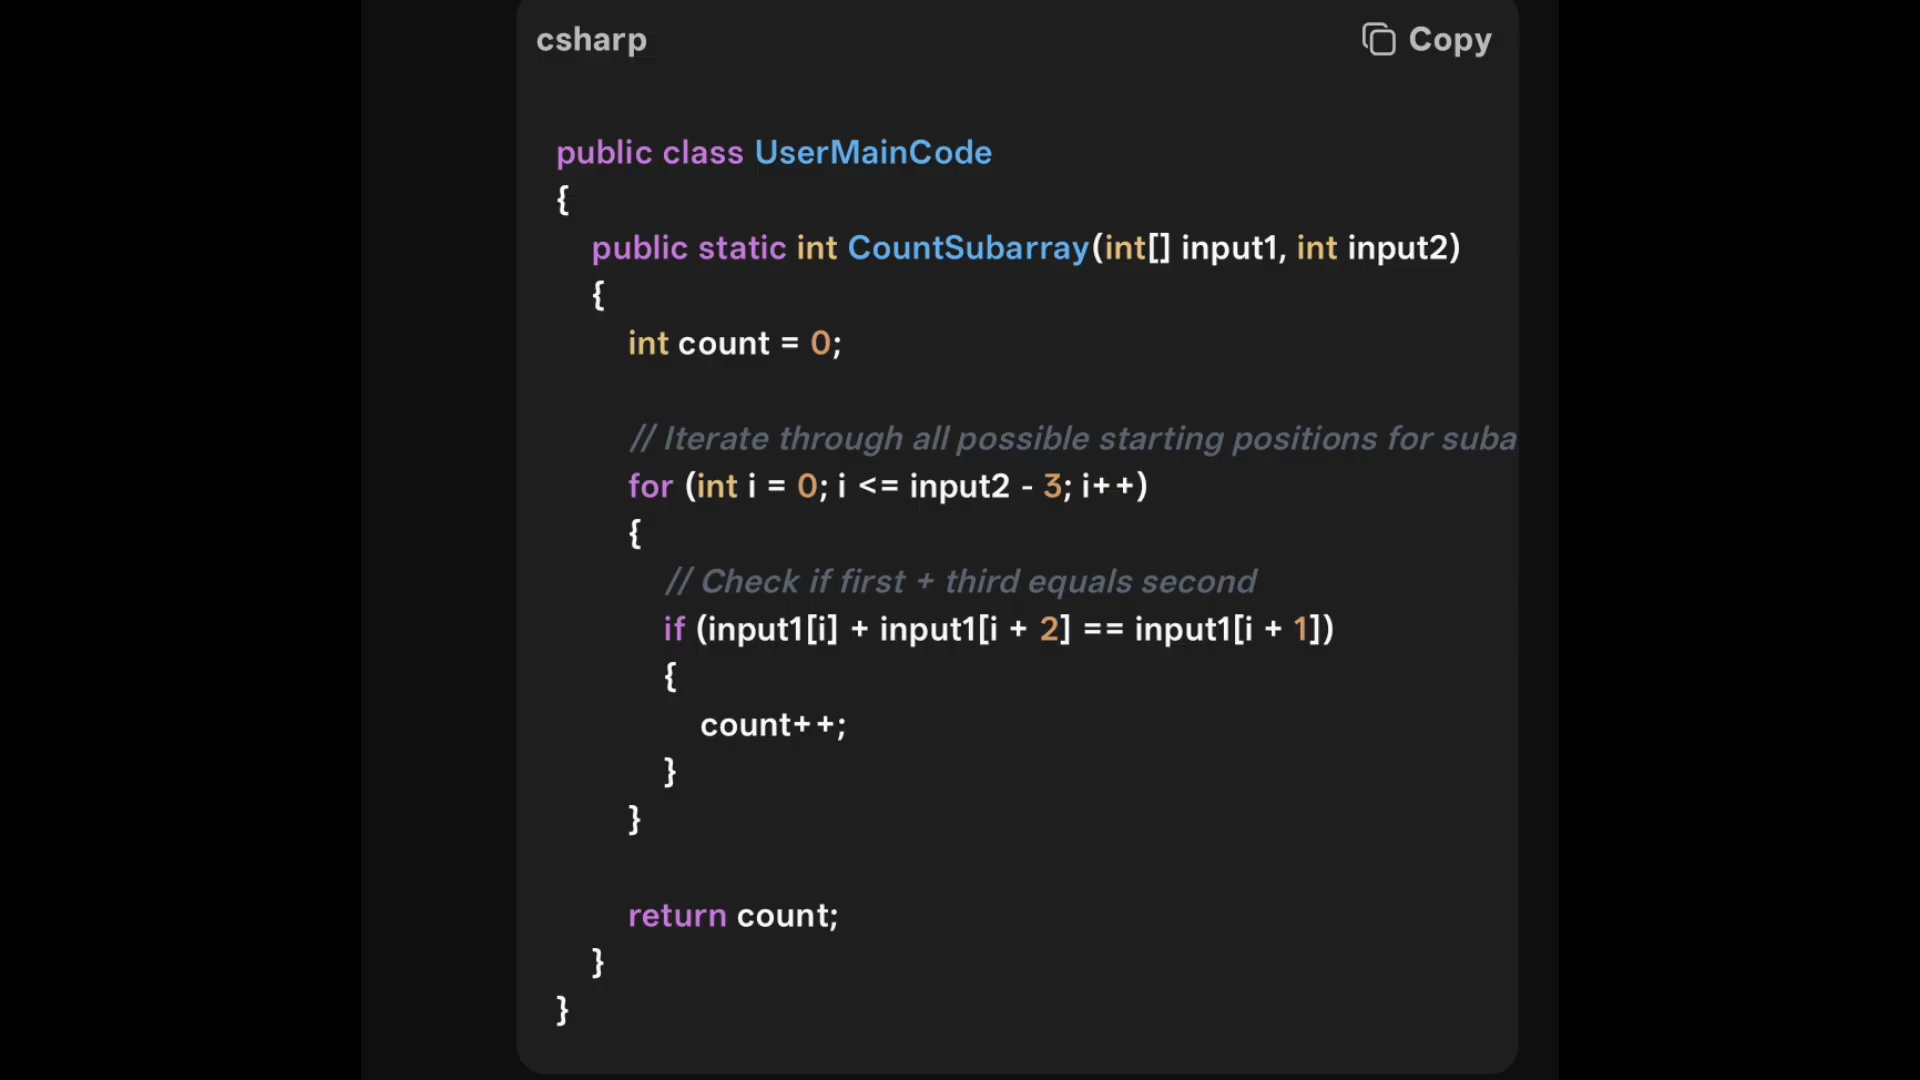 csharp
Copy
public class UserMainCode
{
public static int CountSubarray(int[] input1, int input2)
{
int count = 0;
// Iterate through all possible starting positions for suba
for (int i = 0; i <= input2 - 3; i++)
{
// Check if first + third equals second
if (input1[i] + input1[i + 2] == input1[i + 1])
{
count++;
}
}
return count;
}
}